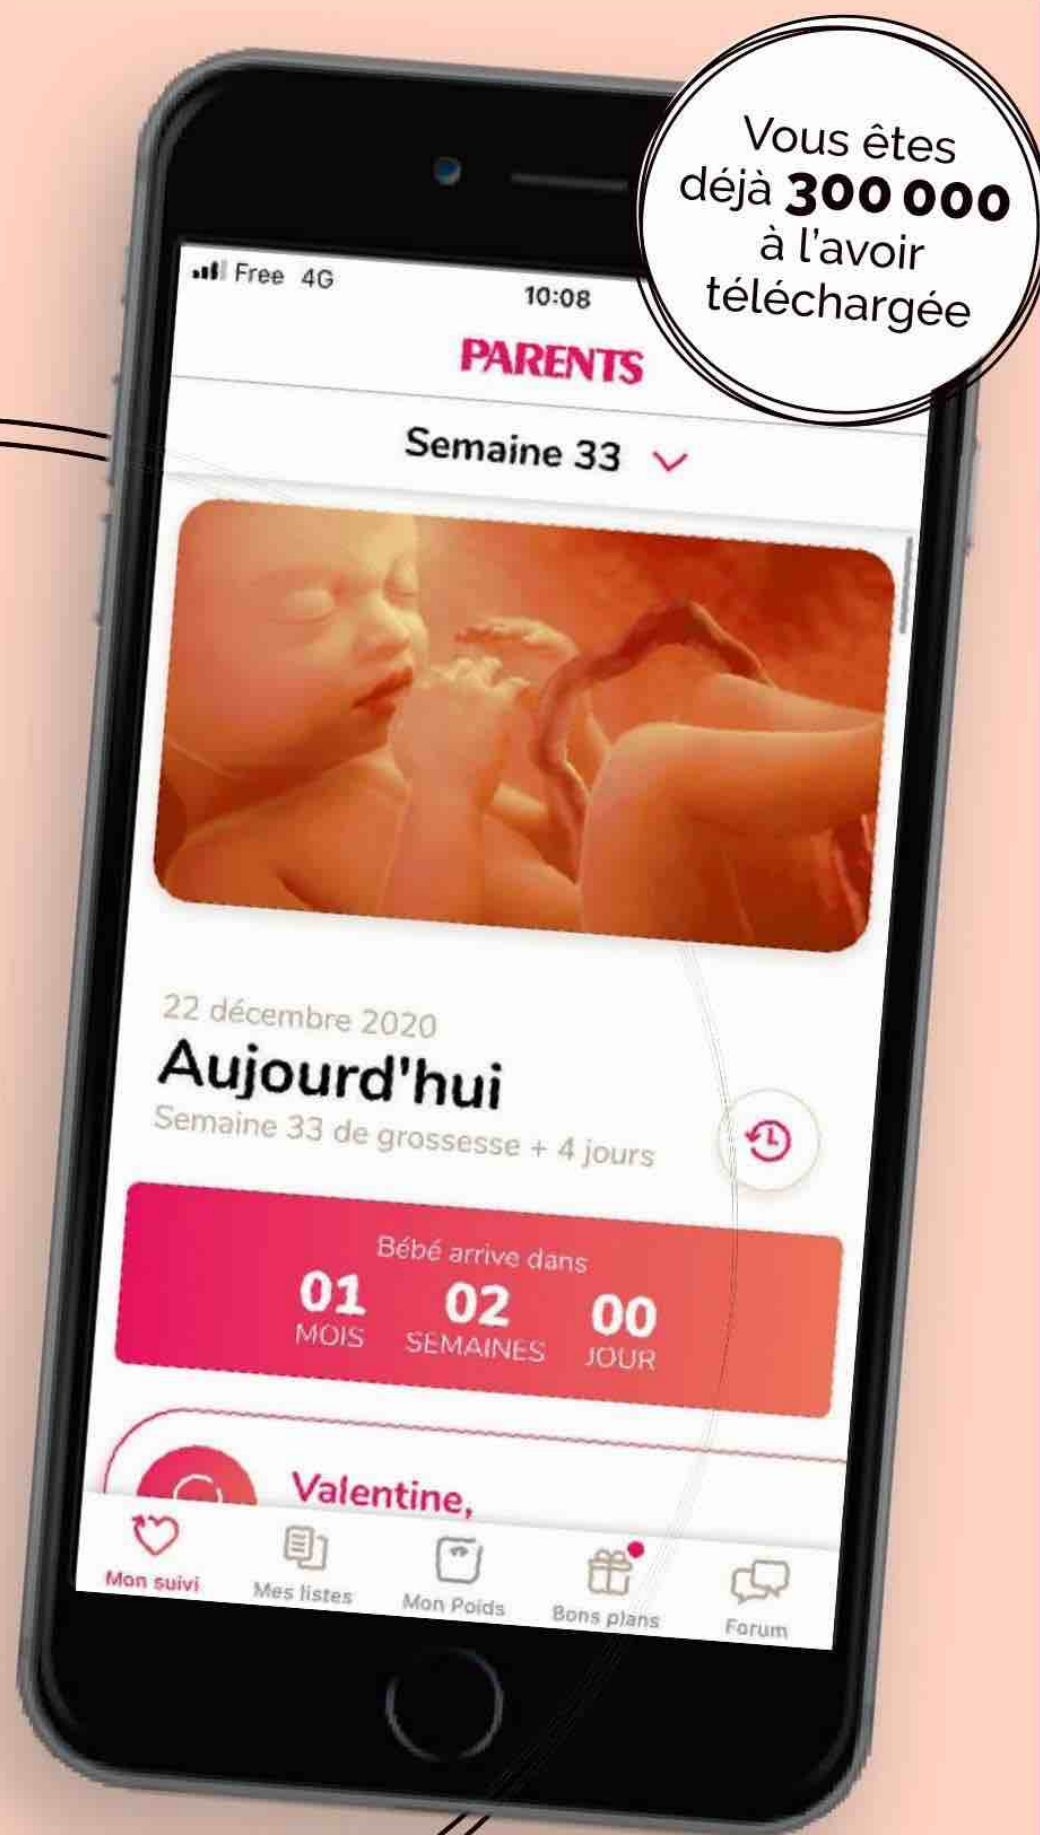 Vous êtes
déjà 300 000
à l'avoir
téléchargée
Free 4G
10:08
PARENTS
Semaine 33
22 décembre 2020
Aujourd'hui
Semaine 33 de grossesse + 4 jours
Bébé arrive dans
01 02 00
MOIS SEMAINES JOUR
Valentine,
Mon suivi Mes listes Mon Poids Bons plans Forum